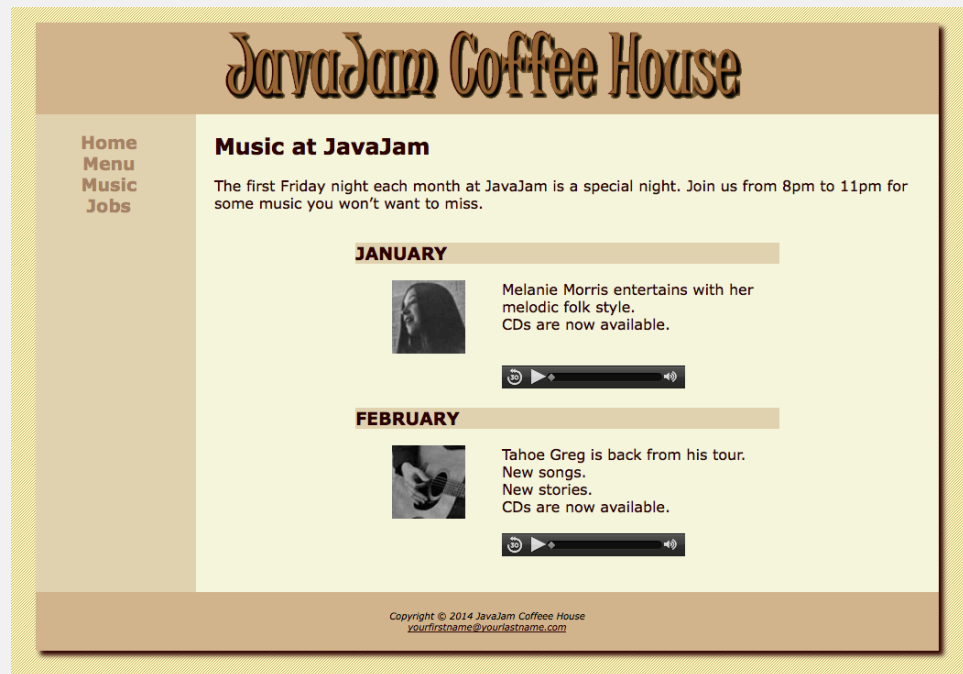 JavaJam Coffee House
Home
Menu
Music
Jobs
Music at JavaJam
The first Friday night each month at JavaJam is a special night. Join us from 8pm to 11pm for
some music you won’t want to miss.
JANUARY
Melanie Morris entertains with her
melodic folk style.
CDs are now available.
30
FEBRUARY
Tahoe Greg is back from his tour.
New songs.
New stories.
CDs are now available.
30
Copyright © 2014 JavaJam Coffeee House
yourfirstname@yourlastname.com